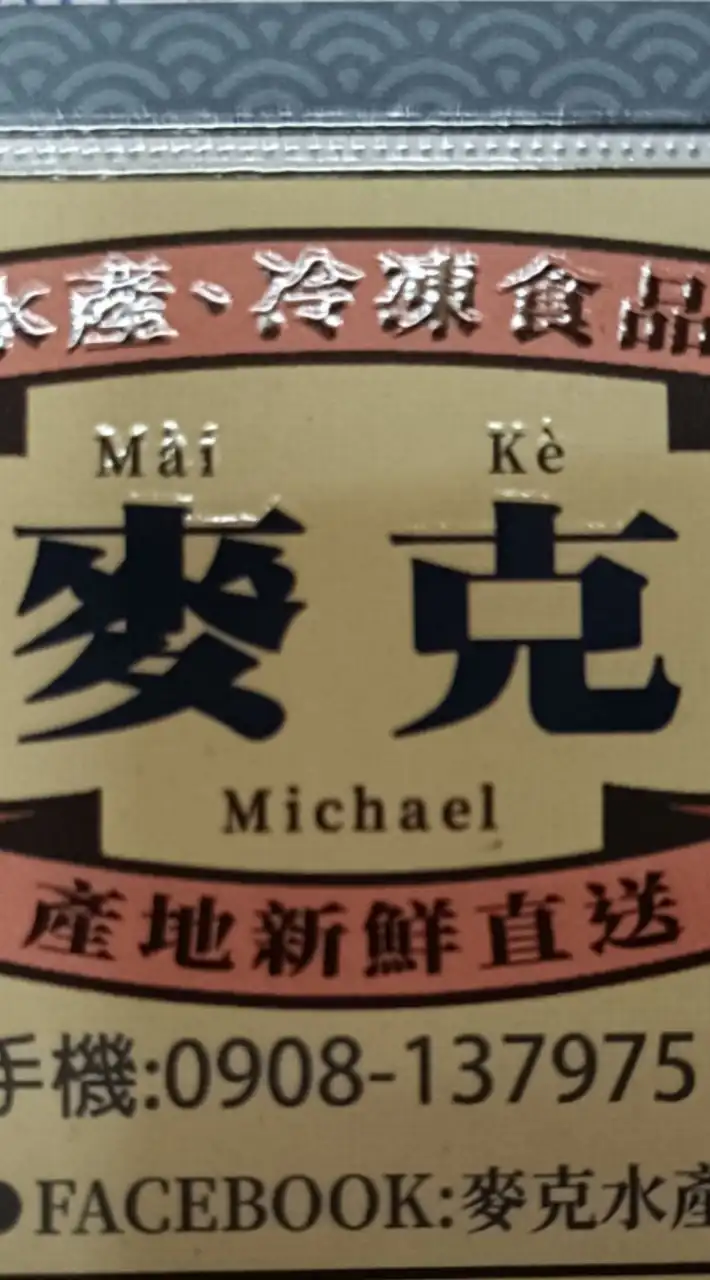 水產、冷凍食品
Mài Kè
麥克
Michael
產地新鮮直送
手機:0908-137975
●FACEBOOK:麥克水產